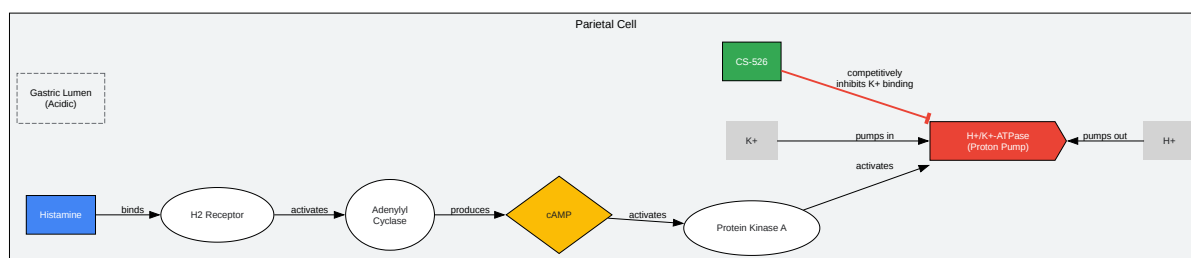 Parietal Cell
CS-526
competitively
inhibits K+ binding
Gastric Lumen
(Acidic)
K+
pumps in
H+/K+-ATPase
(Proton Pump)
pumps out
H+
activates
Histamine
binds
H2 Receptor
activates
Adenylyl
Cyclase
produces
cAMP
activates
Protein Kinase A